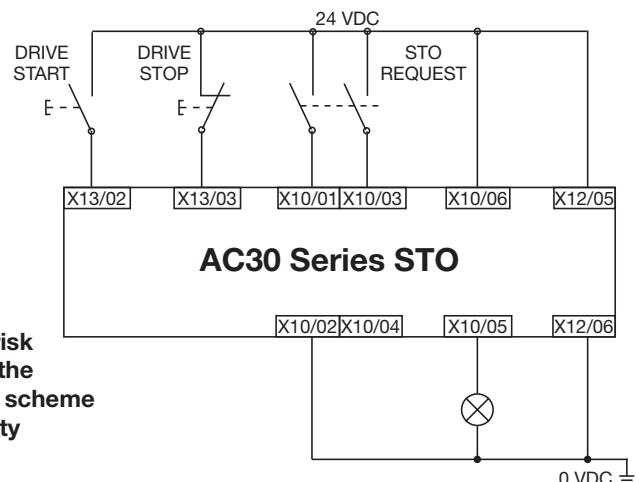 24 VDC
DRIVE START
DRIVE STOP
STO REQUEST
X13/02 X13/03 X10/01 X10/03 X10/06 X12/05
AC30 Series STO
X10/02 X10/04 X10/05 X12/06
risk
the
scheme
ty
0 VDC